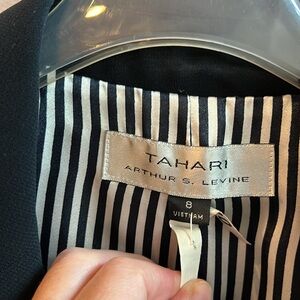 TAHARI
ARTHUR S. LEVINE
8
VIETNAM